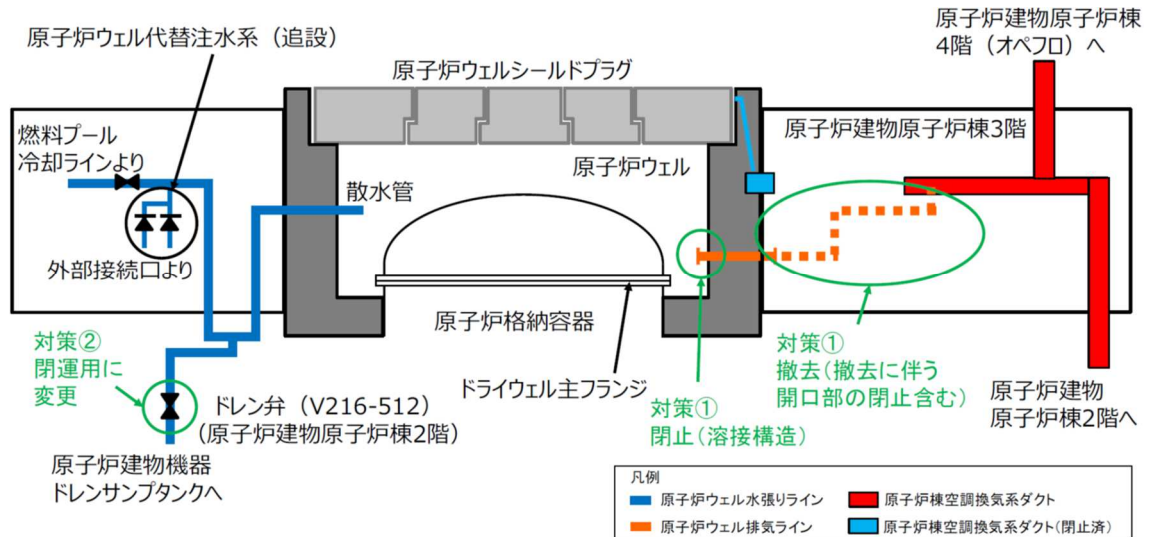 原子炉建物原子炉棟
4階（オペフロ）へ
原子炉ウェル代替注水系（追設）
原子炉ウェルシールドプラグ
燃料プール
冷却ラインより
原子炉建物原子炉棟3階
原子炉ウェル
散水管
外部接続口より
原子炉格納容器
対策②
閉運用に
変更
対策①
撤去（撤去に伴う
開口部の閉止含む）
ドライウェル主フランジ
ドレン弁（V216-512）
（原子炉建物原子炉棟2階）
対策①
閉止（溶接構造）
原子炉建物
原子炉棟2階へ
原子炉建物機器
ドレンサンプタンクへ
凡例
原子炉ウェル水張りライン
原子炉棟空調換気系ダクト
原子炉ウェル排気ライン
原子炉棟空調換気系ダクト（閉止済）